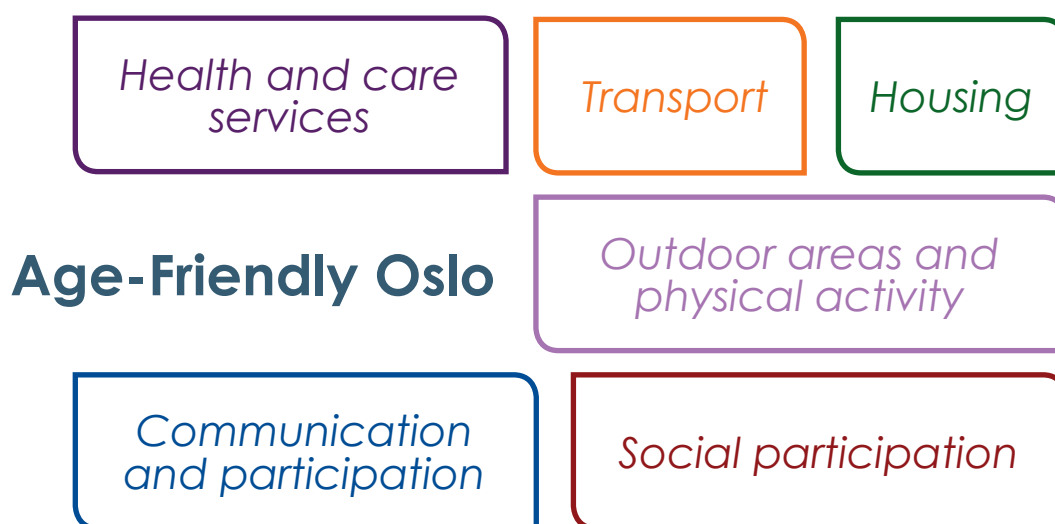 Health and care
services
Transport
Housing
Age-Friendly Oslo
Outdoor areas and
physical activity
Communication
and participation
Social participation